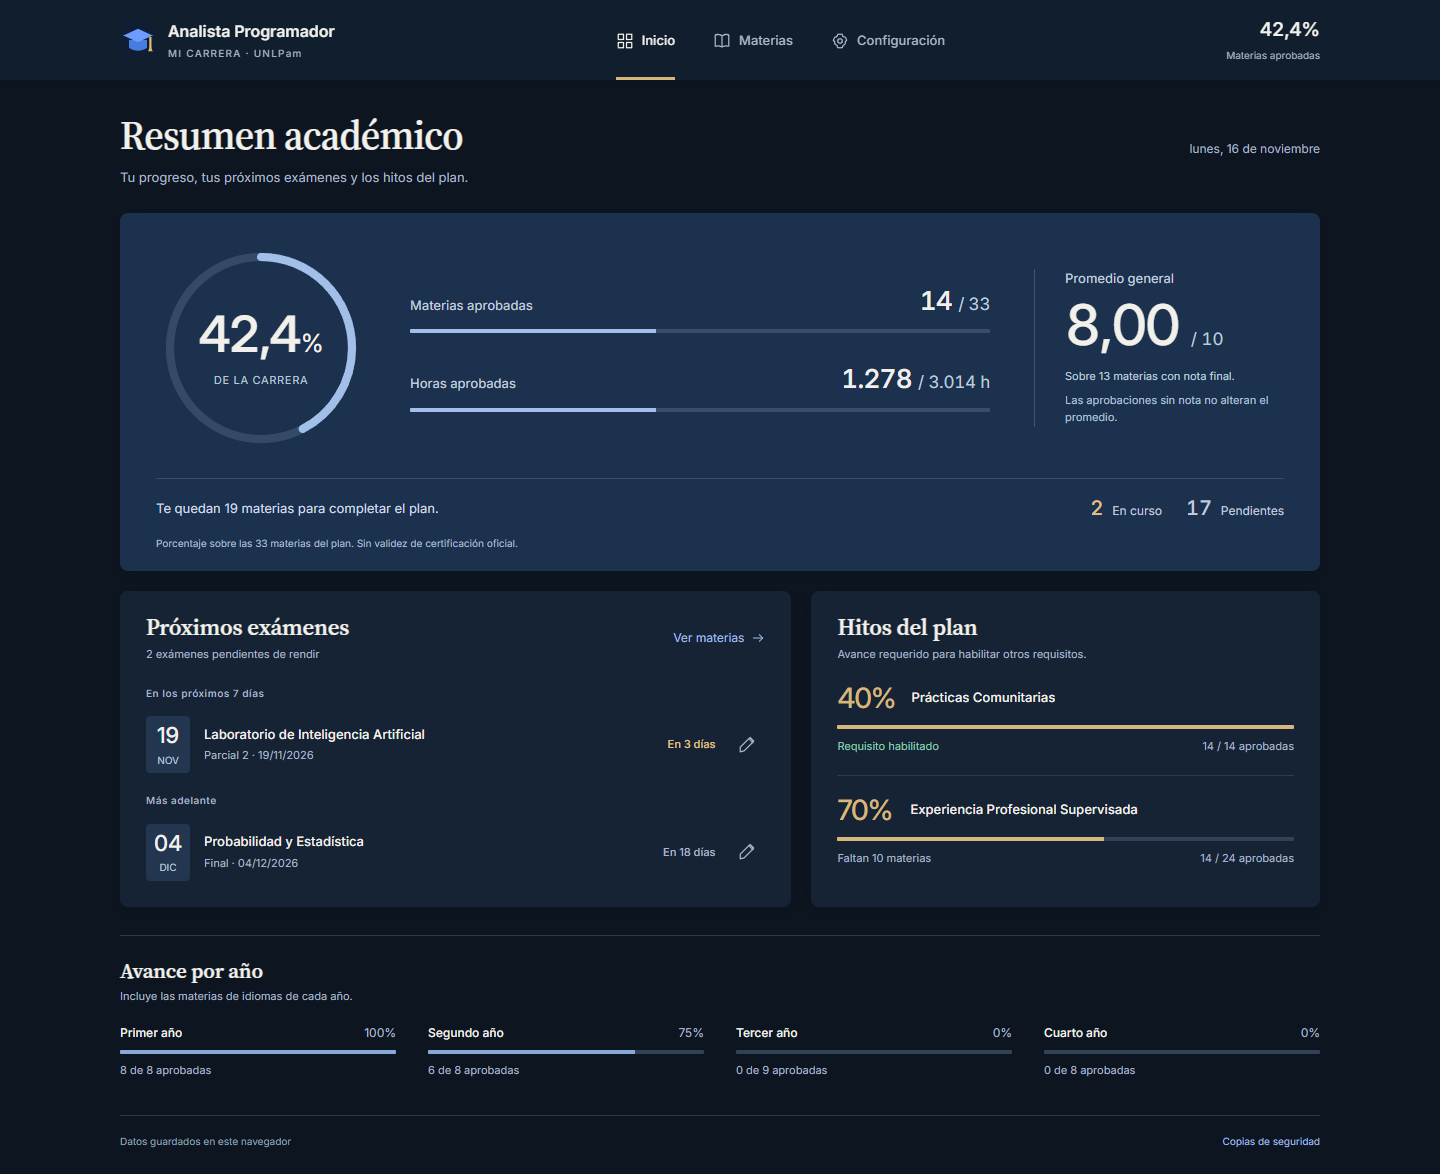 Analista Programador
MI CARRERA · UNLPam
Inicio
Materias
Configuración
42,4%
Materias aprobadas
Resumen académico
Tu progreso, tus próximos exámenes y los hitos del plan.
lunes, 16 de noviembre
42,4%
DE LA CARRERA
Materias aprobadas
14 / 33
Horas aprobadas
1.278 / 3.014 h
Promedio general
8,00 / 10
Sobre 13 materias con nota final.
Las aprobaciones sin nota no alteran el
promedio.
Te quedan 19 materias para completar el plan.
2 En curso
17 Pendientes
Porcentaje sobre las 33 materias del plan. Sin validez de certificación oficial.
Próximos exámenes
2 exámenes pendientes de rendir
Ver materias →
En los próximos 7 días
19
NOV
Laboratorio de Inteligencia Artificial
Parcial 2 · 19/11/2026
En 3 días
Más adelante
04
DIC
Probabilidad y Estadística
Final · 04/12/2026
En 18 días
Hitos del plan
Avance requerido para habilitar otros requisitos.
40% Prácticas Comunitarias
Requisito habilitado
14 / 14 aprobadas
70% Experiencia Profesional Supervisada
Faltan 10 materias
14 / 24 aprobadas
Avance por año
Incluye las materias de idiomas de cada año.
Primer año
100%
8 de 8 aprobadas
Segundo año
75%
6 de 8 aprobadas
Tercer año
0%
0 de 9 aprobadas
Cuarto año
0%
0 de 8 aprobadas
Datos guardados en este navegador
Copias de seguridad